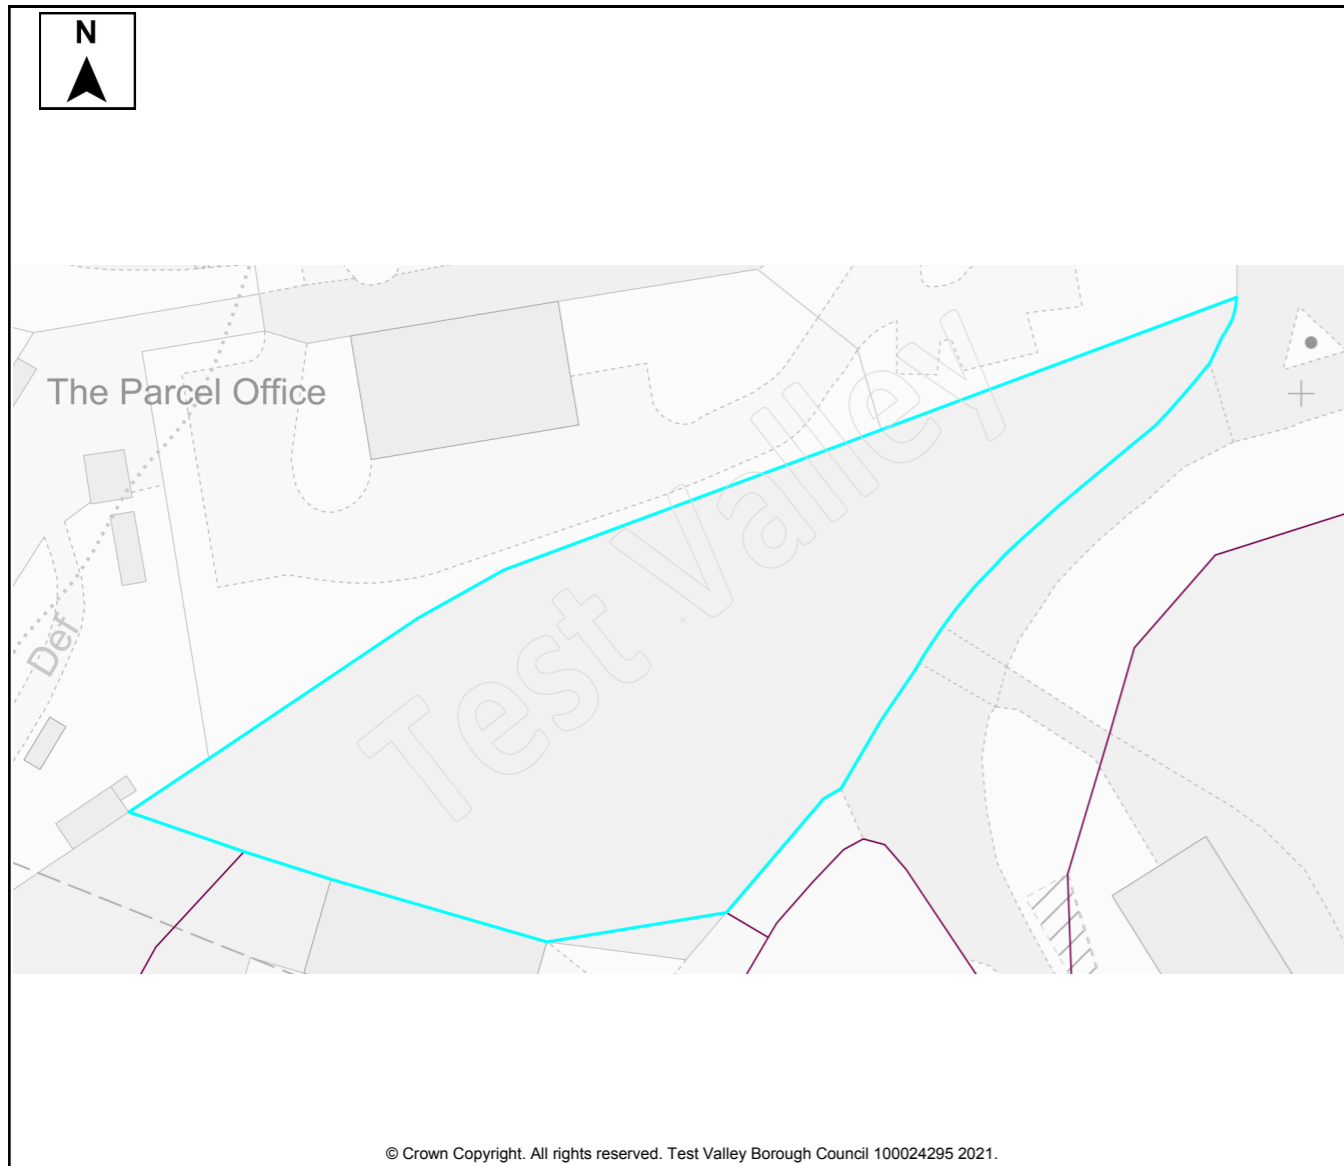 N
The Parcel Office
Test Valley
Def
© Crown Copyright. All rights reserved. Test Valley Borough Council 100024295 2021.